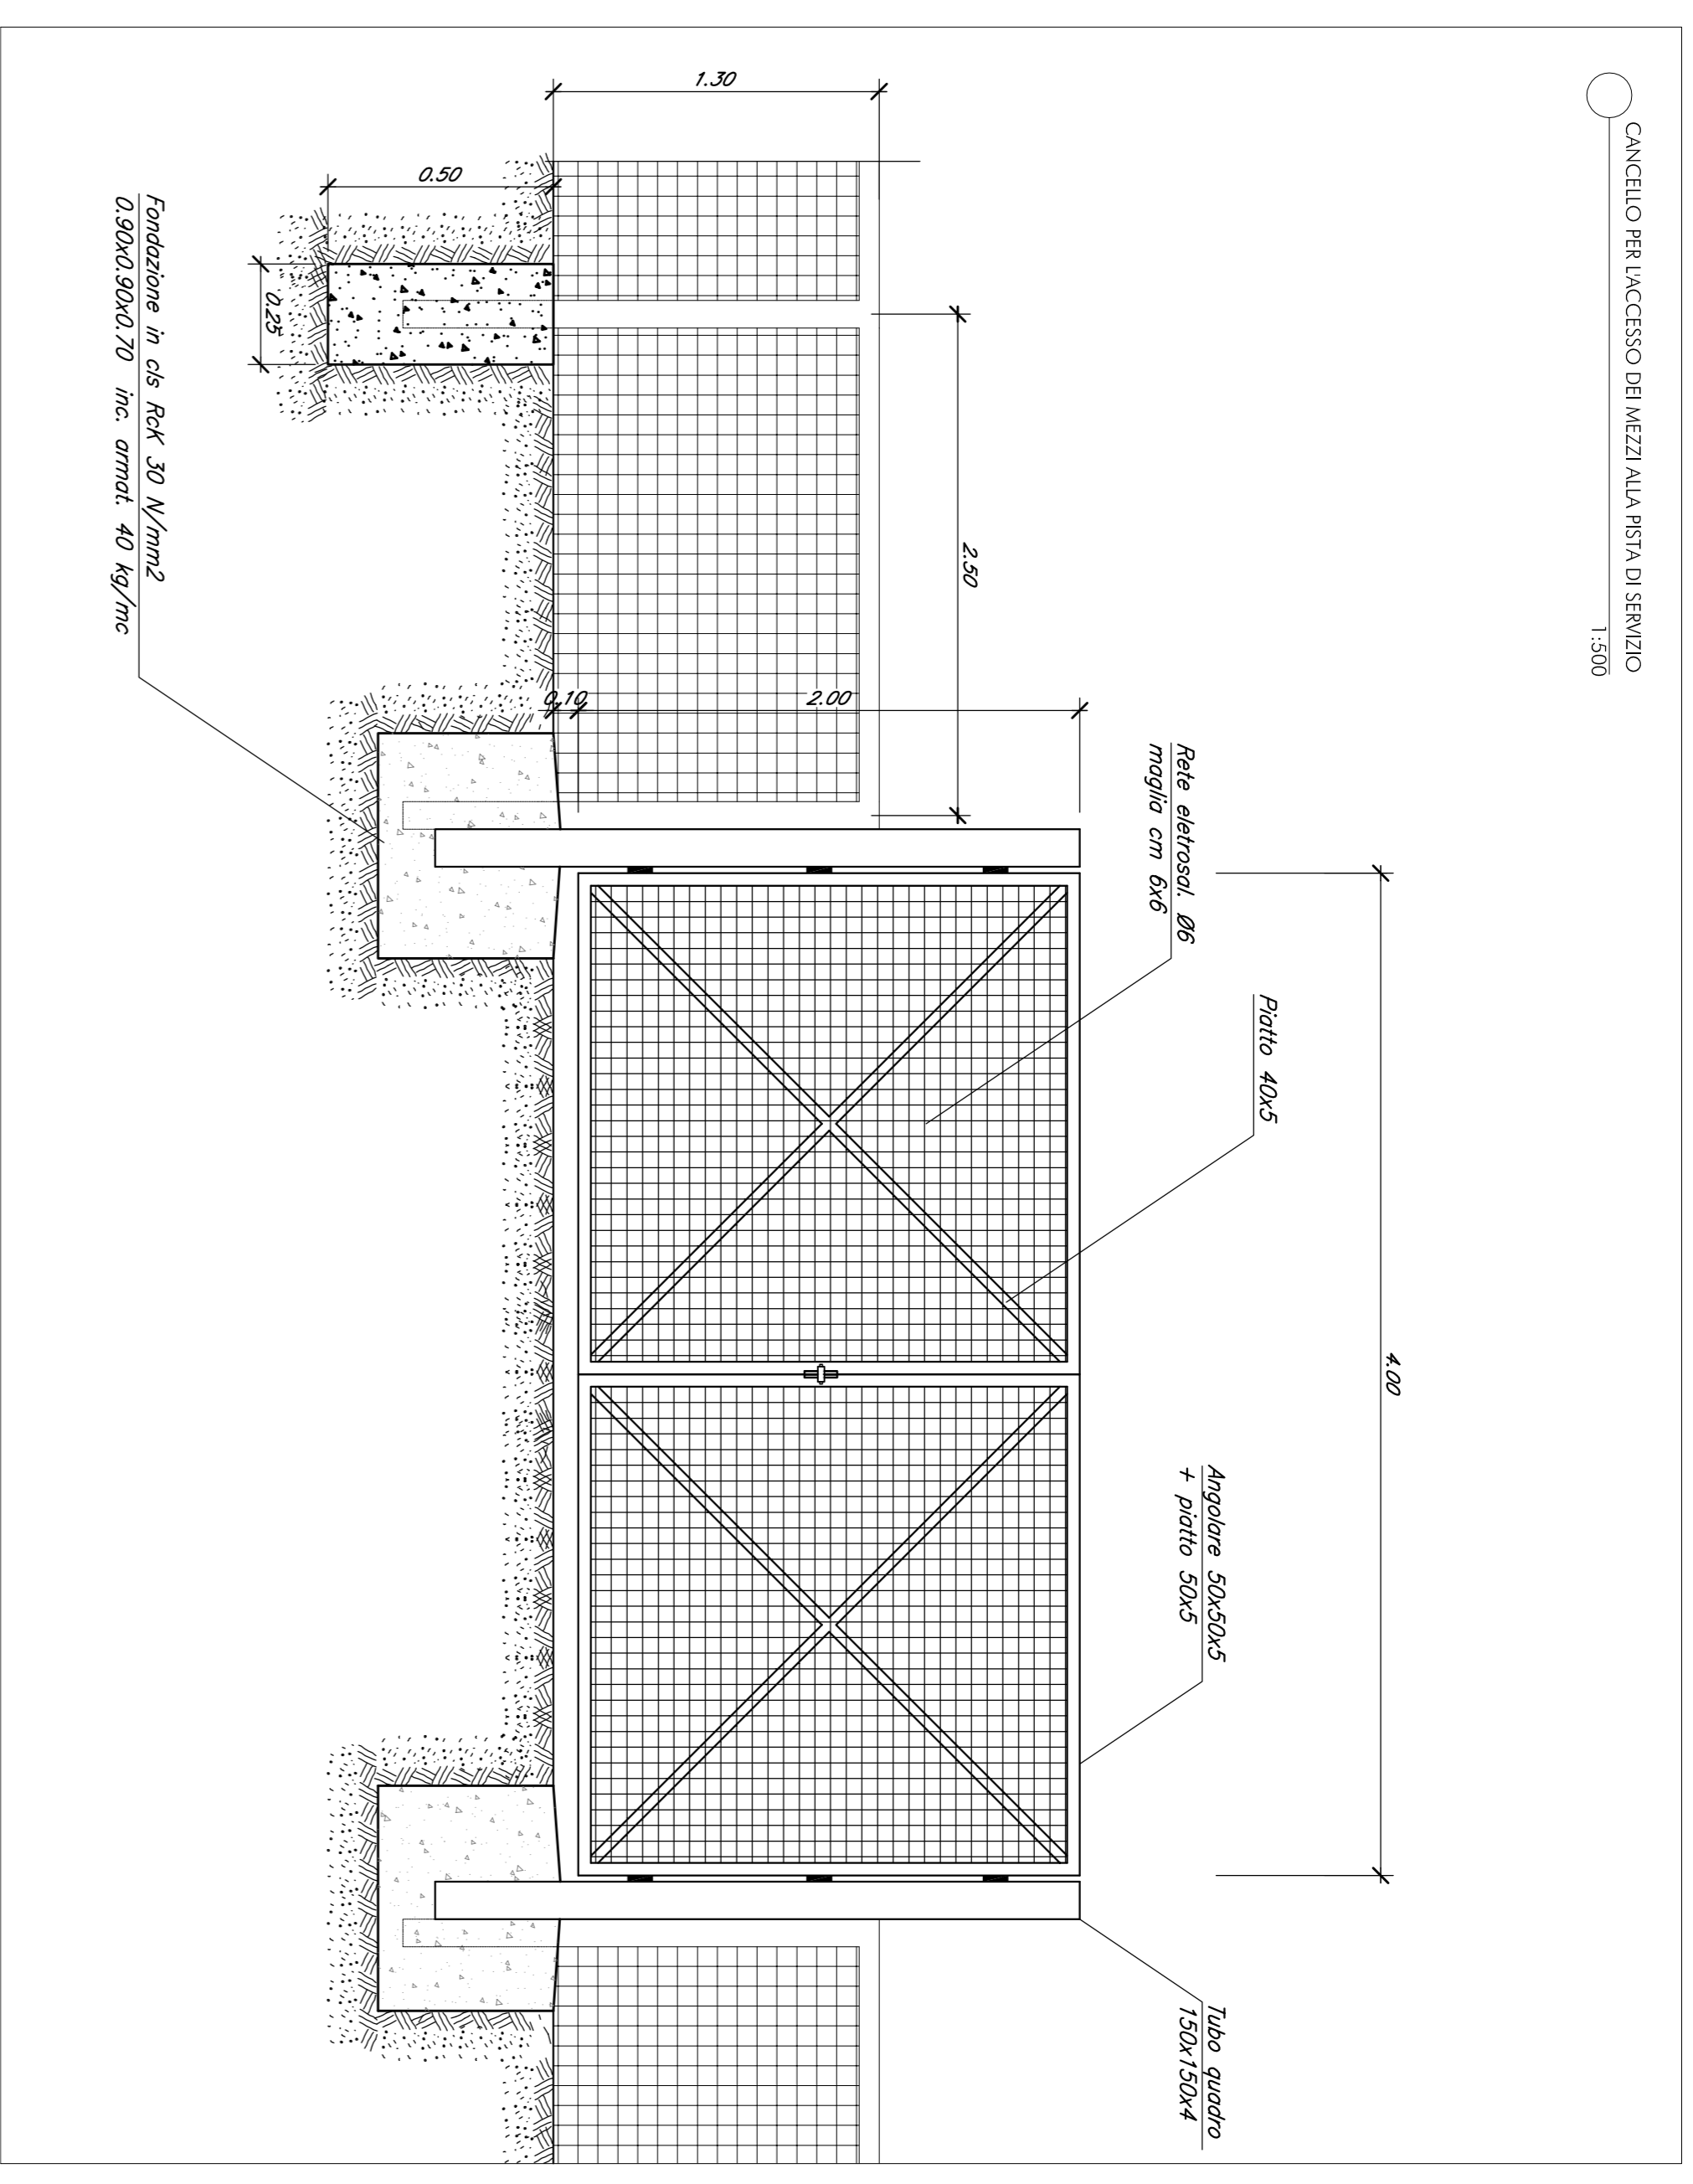 CANCELLO PER L'ACCESSO DEI MEZZI ALLA PISTA DI SERVIZIO
1:500
4.00
Piatto 40x5
Rete eletrosal. Ø6
maglia cm 6x6
Angolare 50x50x5
+ piatto 50x5
Tubo quadro
150x150x4
2.50
1.30
2.00
0.10
0.50
0.25
Fondazione in cls RcK 30 N/mm2
0.90x0.90x0.70 inc. armat. 40 kg/mc